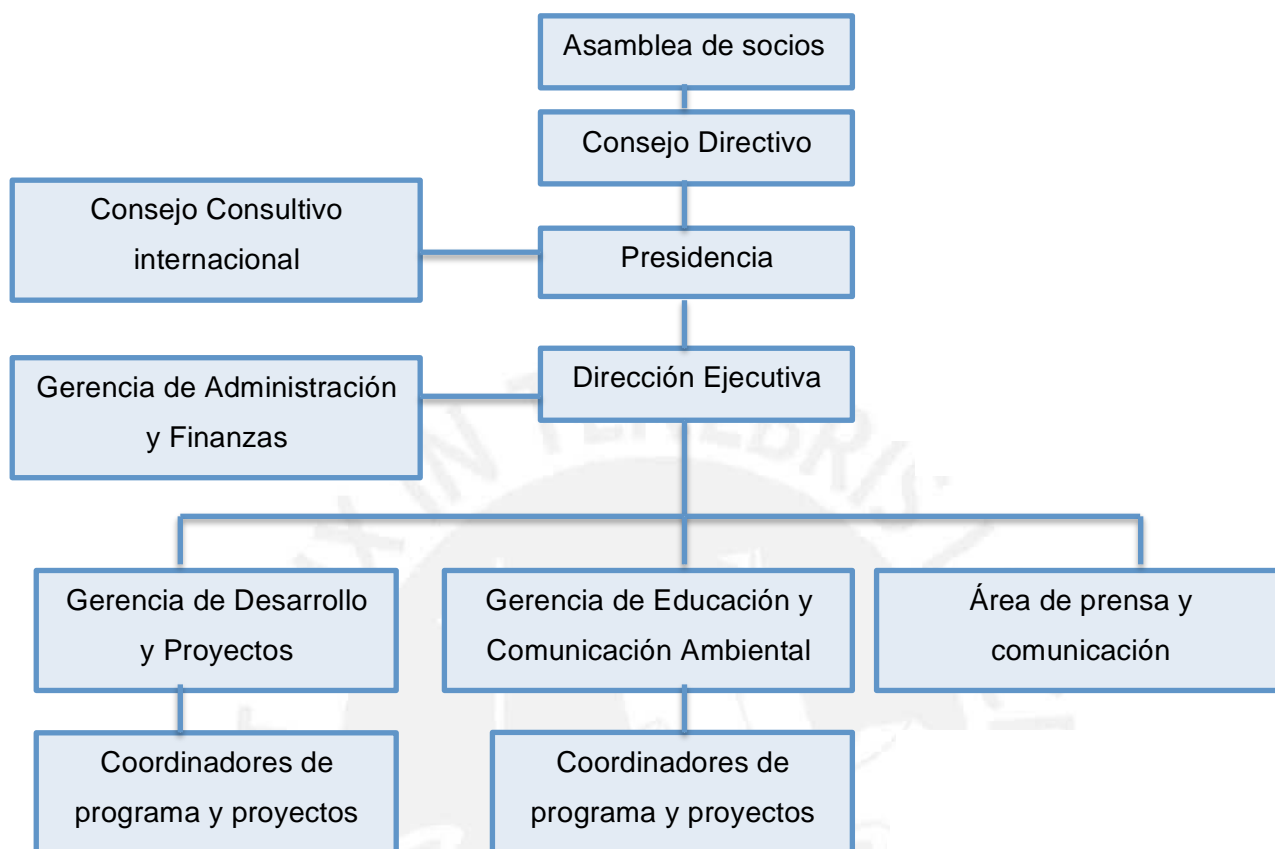 Asamblea de socios
Consejo Directivo
Consejo Consultivo
internacional
Presidencia
Gerencia de Administración
y Finanzas
Dirección Ejecutiva
Gerencia de Desarrollo
y Proyectos
Gerencia de Educación y
Comunicación Ambiental
Área de prensa y
comunicación
Coordinadores de
programa y proyectos
Coordinadores de
programa y proyectos